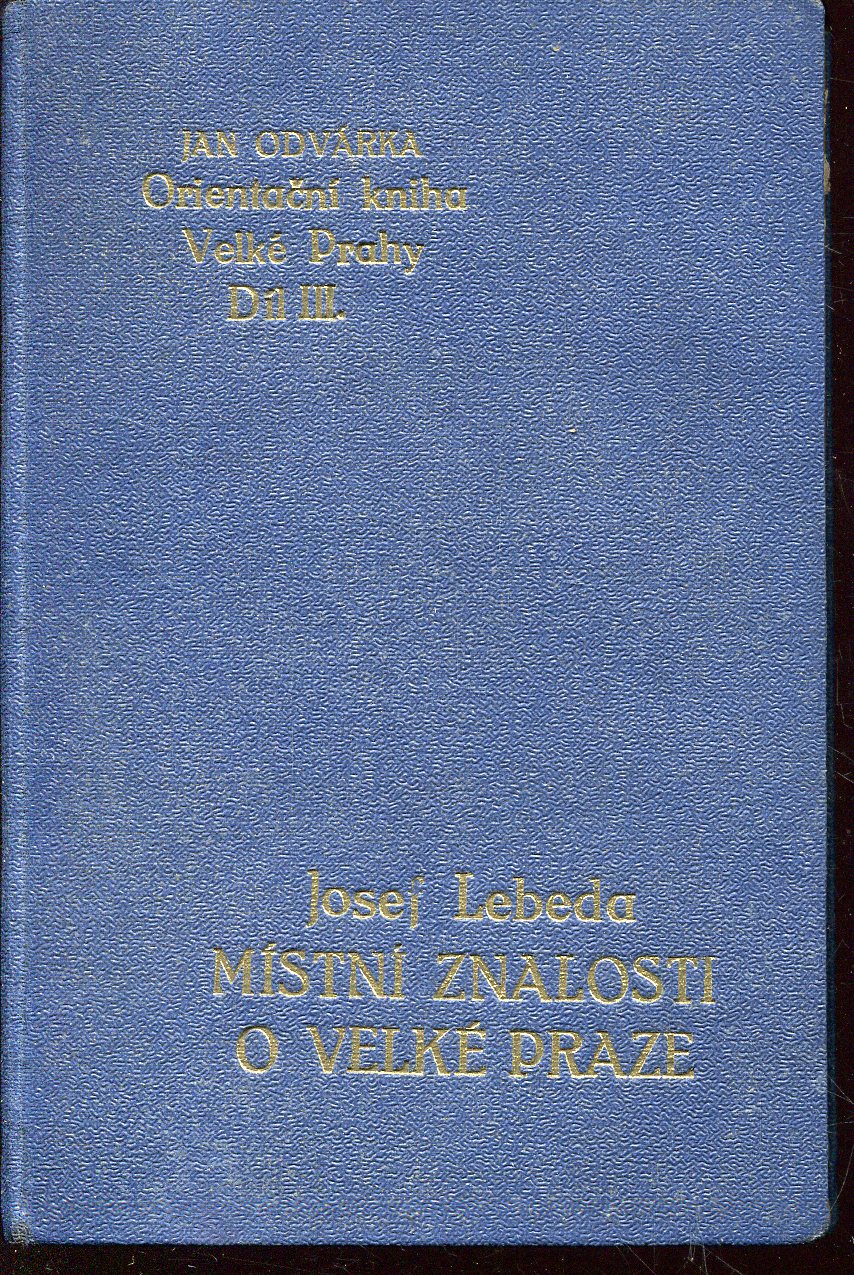 JAN ODVÁRKA
Orientační kniha
Velké Prahy
Díl III.
Josef Lebeda
MÍSTNÍ ZNALOSTI
O VELKÉ PRAZE